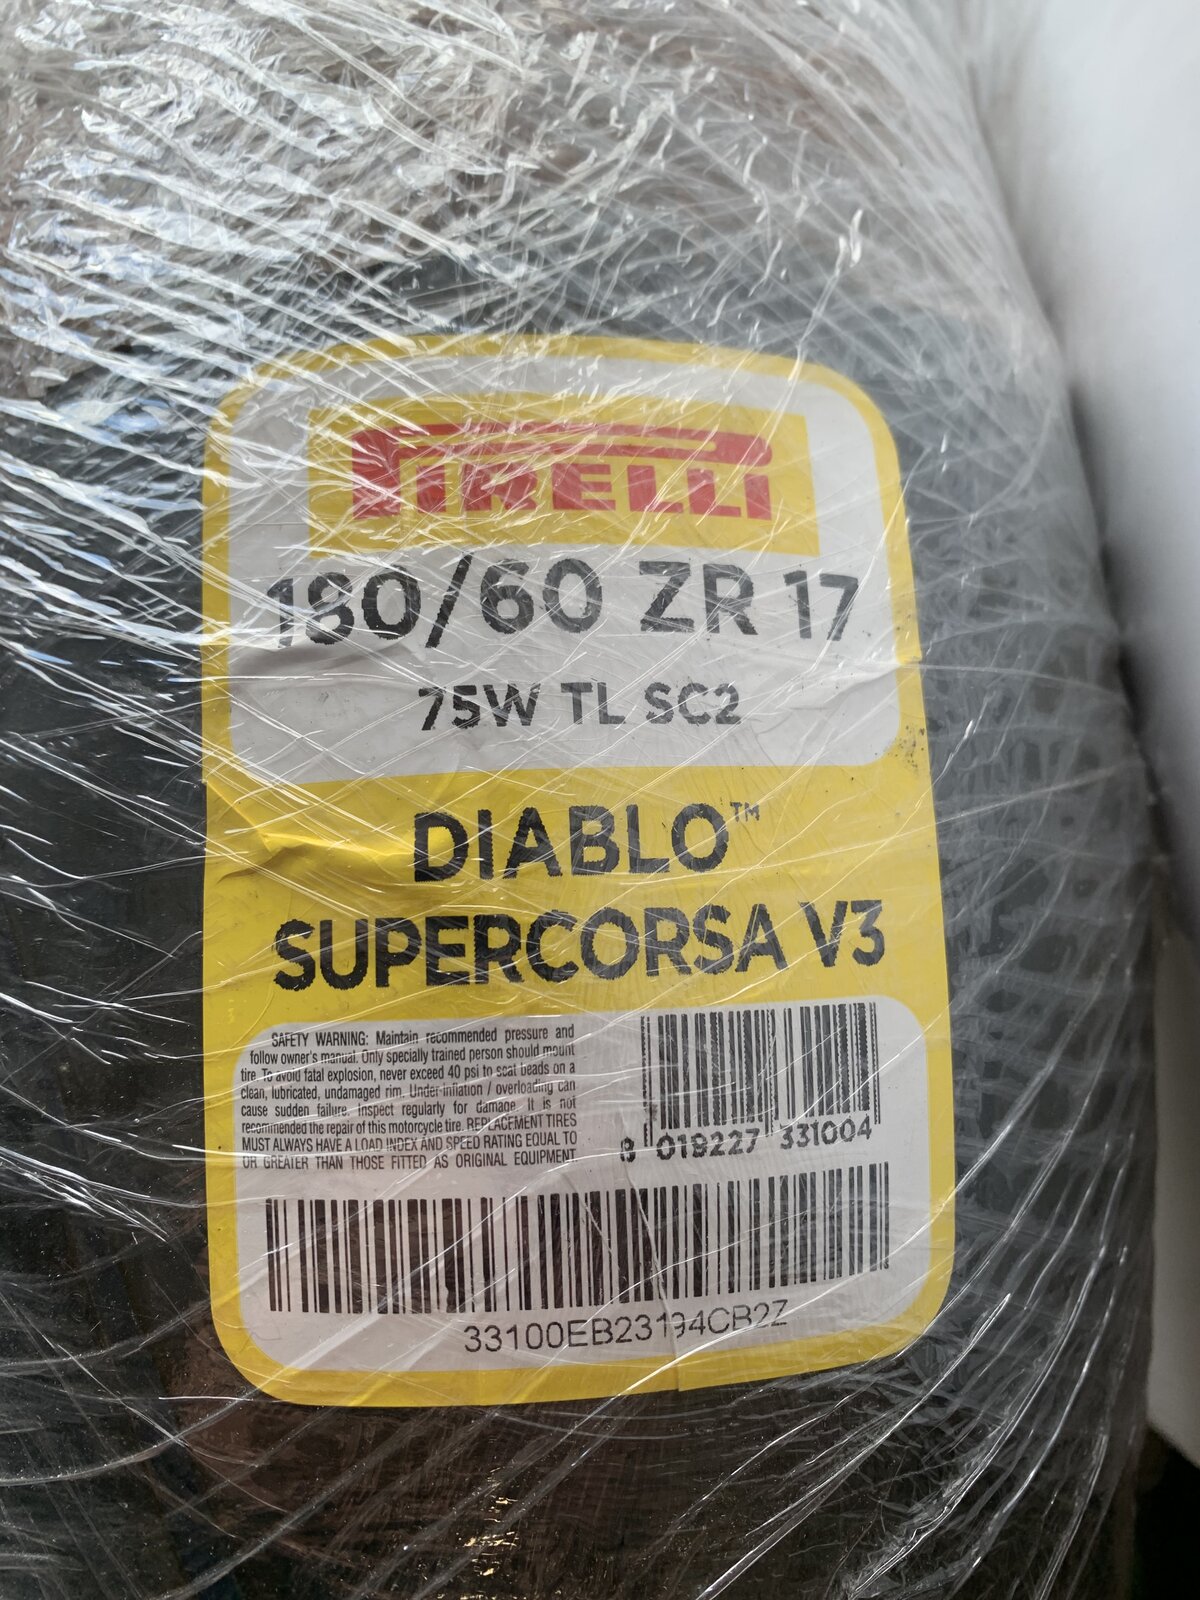 PIRELLI
180/60 ZR 17
75W TL SC2
DIABLO™
SUPERCORSA V3
SAFETY WARNING: Maintain recommended pressure and
follow owner's manual. Only specially trained person should mount
tire. To avoid fatal explosion, never exceed 40 psi to seat beads on a
clean, lubricated, undamaged rim. Under-inflation / overloading can
cause sudden failure. Inspect regularly for damage. It is not
recommended the repair of this motorcycle tire. REPLACEMENT TIRES
MUST ALWAYS HAVE A LOAD INDEX AND SPEED RATING EQUAL TO
OR GREATER THAN THOSE FITTED AS ORIGINAL EQUIPMENT
8 019227 331004
33100EB23194CB2Z